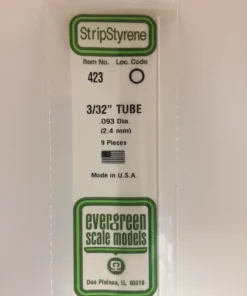 StripStyrene
Item No. Loc. Code
423
3/32" TUBE
.093 Dia.
(2.4 mm)
9 Pieces
Made in U.S.A.
evergreen
scale models
Des Plaines, IL 60018